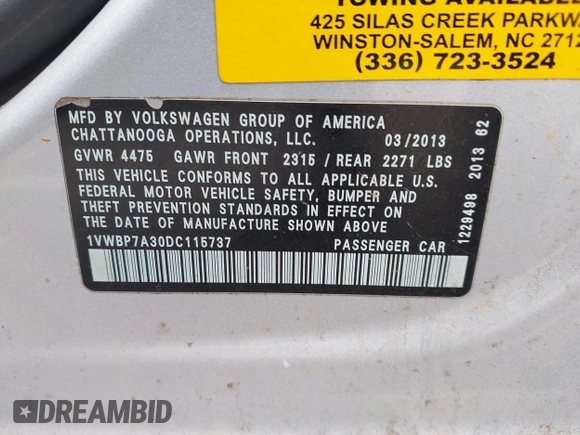 TOWING AVAILABLE
425 SILAS CREEK PARKWA
WINSTON-SALEM, NC 2712
(336) 723-3524
MFD BY VOLKSWAGEN GROUP OF AMERICA
CHATTANOOGA OPERATIONS, LLC. 03/2013
GVWR 4475 GAWR FRONT 2315 / REAR 2271 LBS
THIS VEHICLE CONFORMS TO ALL APPLICABLE U.S.
FEDERAL MOTOR VEHICLE SAFETY, BUMPER AND
THEFT PREVENTION STANDARDS IN EFFECT ON
THE DATE OF MANUFACTURE SHOWN ABOVE
1VWBP7A30DC115737 PASSENGER CAR
1229498 2013 62
DREAMBID